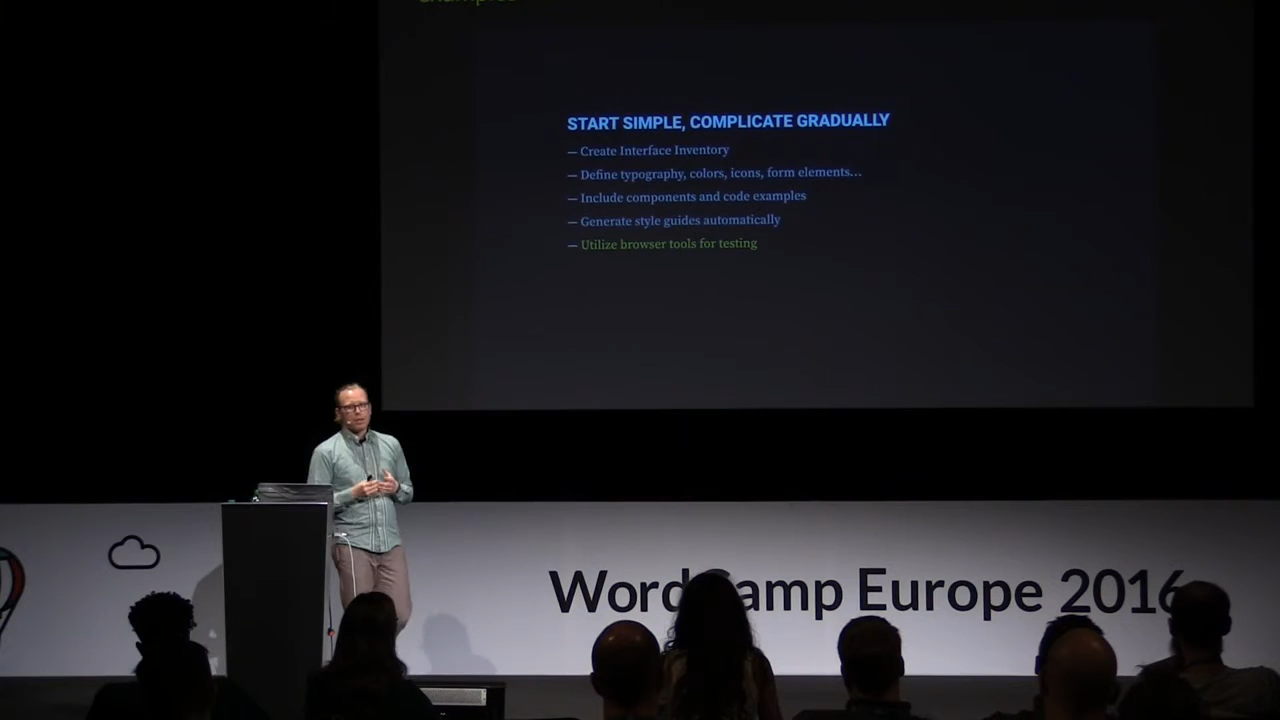 START SIMPLE, COMPLICATE GRADUALLY
— Create Interface Inventory
— Define typography, colors, icons, form elements...
— Include components and code examples
— Generate style guides automatically
— Utilize browser tools for testing
WordCamp Europe 2016